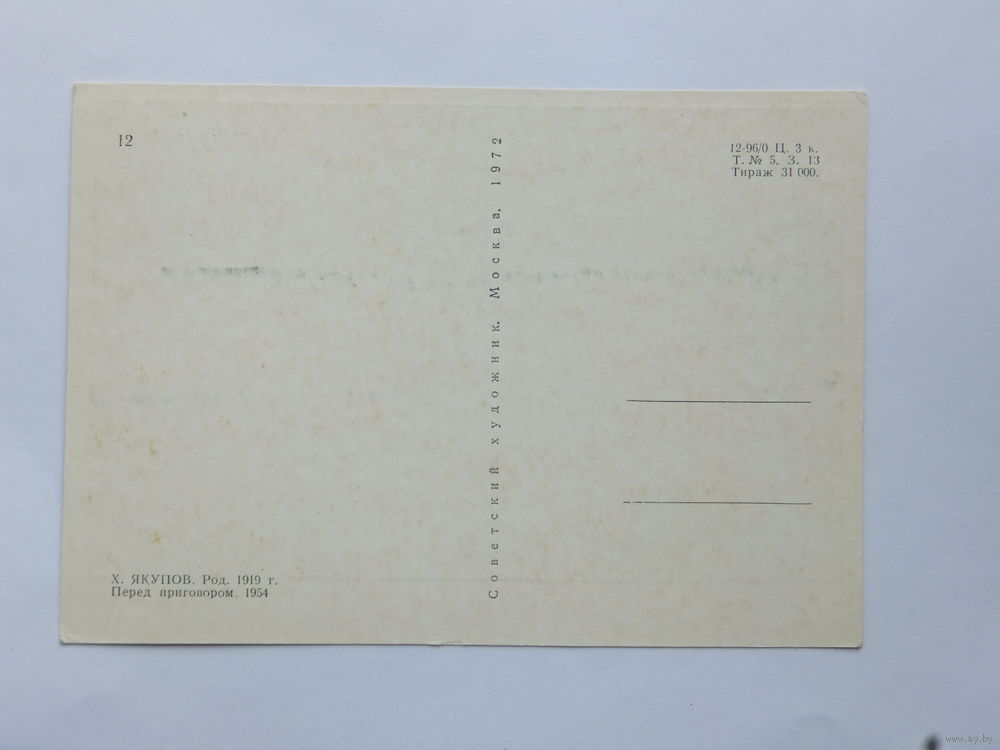 12
12-96/0 Ц. 3 к.
Т. № 5. З. 13
Тираж 31 000.
Советский художник. Москва. 1972
Х. ЯКУПОВ. Род. 1919 г.
Перед приговором. 1954
www.ay.by